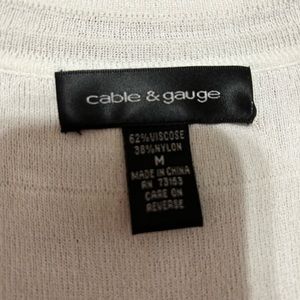 cable & gauge
62%VISCOSE
38%NYLON
M
MADE IN CHINA
RN 73163
CARE ON
REVERSE